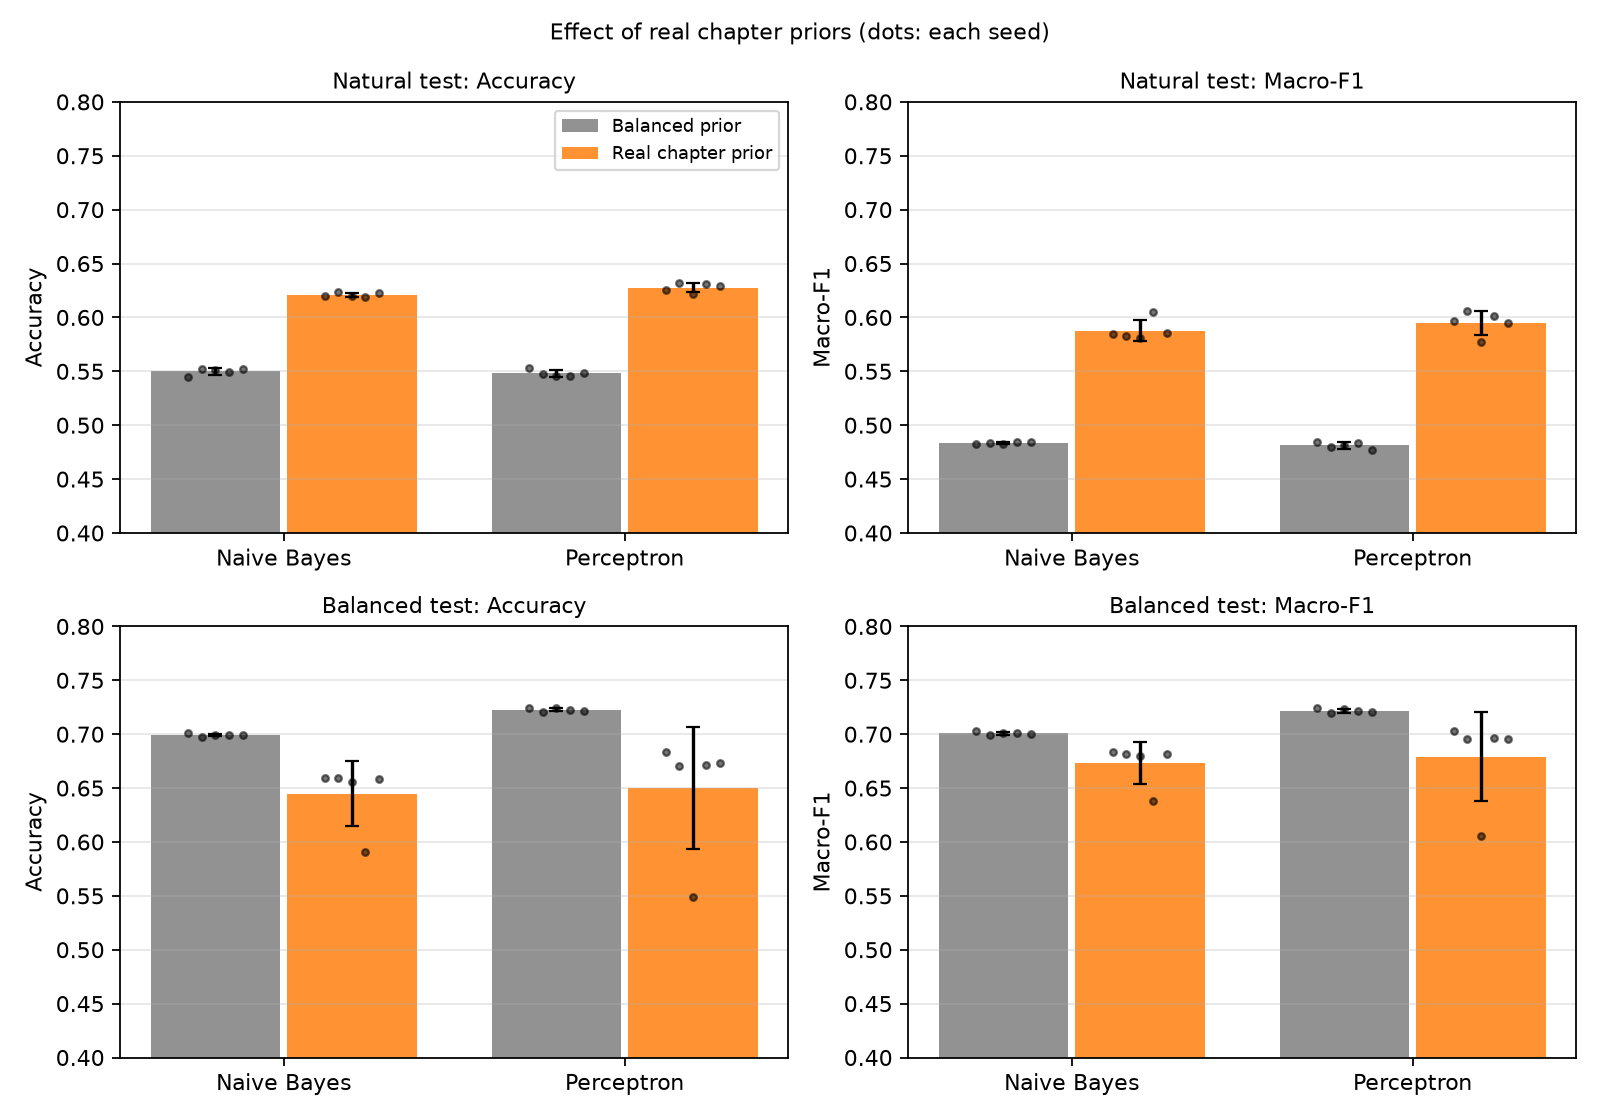 Effect of real chapter priors (dots: each seed)
Natural test: Accuracy
Accuracy
0.80
0.75
0.70
0.65
0.60
0.55
0.50
0.45
0.40
Balanced prior
Real chapter prior
Naive Bayes
Perceptron
Natural test: Macro-F1
Macro-F1
0.80
0.75
0.70
0.65
0.60
0.55
0.50
0.45
0.40
Naive Bayes
Perceptron
Balanced test: Accuracy
Accuracy
0.80
0.75
0.70
0.65
0.60
0.55
0.50
0.45
0.40
Naive Bayes
Perceptron
Balanced test: Macro-F1
Macro-F1
0.80
0.75
0.70
0.65
0.60
0.55
0.50
0.45
0.40
Naive Bayes
Perceptron